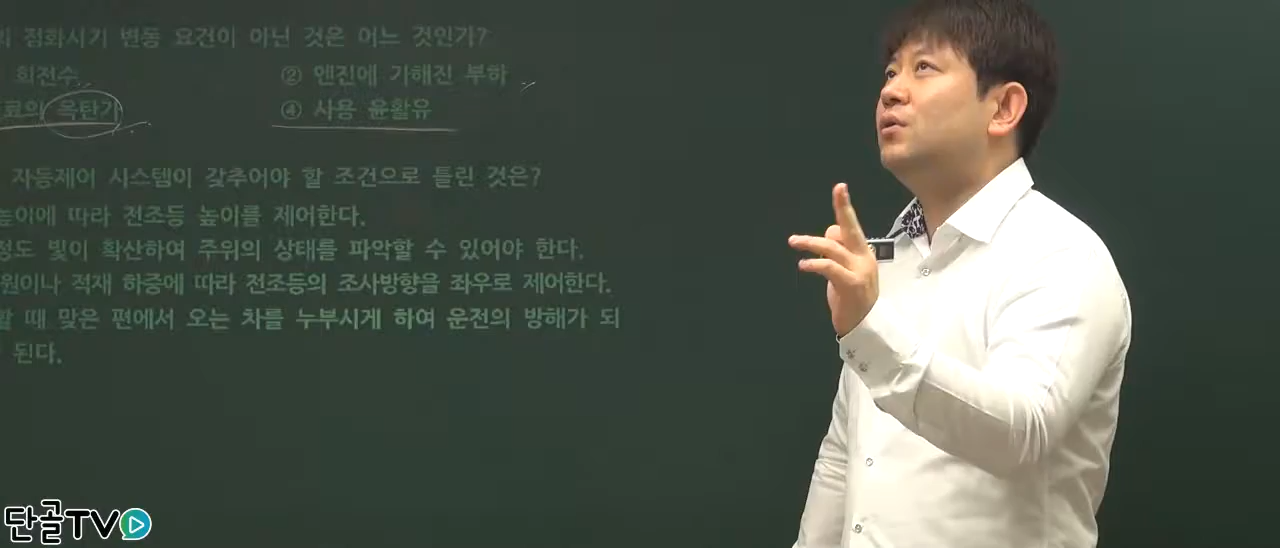 점화시기 변동 요건이 아닌 것은 어느 것인가?
회전수 ② 엔진에 가해진 부하
옥탄가 ④ 사용 윤활유
자동제어 시스템이 갖추어야 할 조건으로 틀린 것은?
높이에 따라 전조등 높이를 제어한다.
정도 빛이 확산하여 주위의 상태를 파악할 수 있어야 한다.
적재 하중에 따라 전조등의 조사방향을 좌우로 제어한다.
때 맞은 편에서 오는 차를 누부시게 하여 운전의 방해가 되
된다.
단골TV